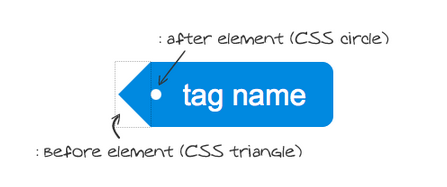 : after element (CSS circle)
tag name
: Before element (CSS triangle)